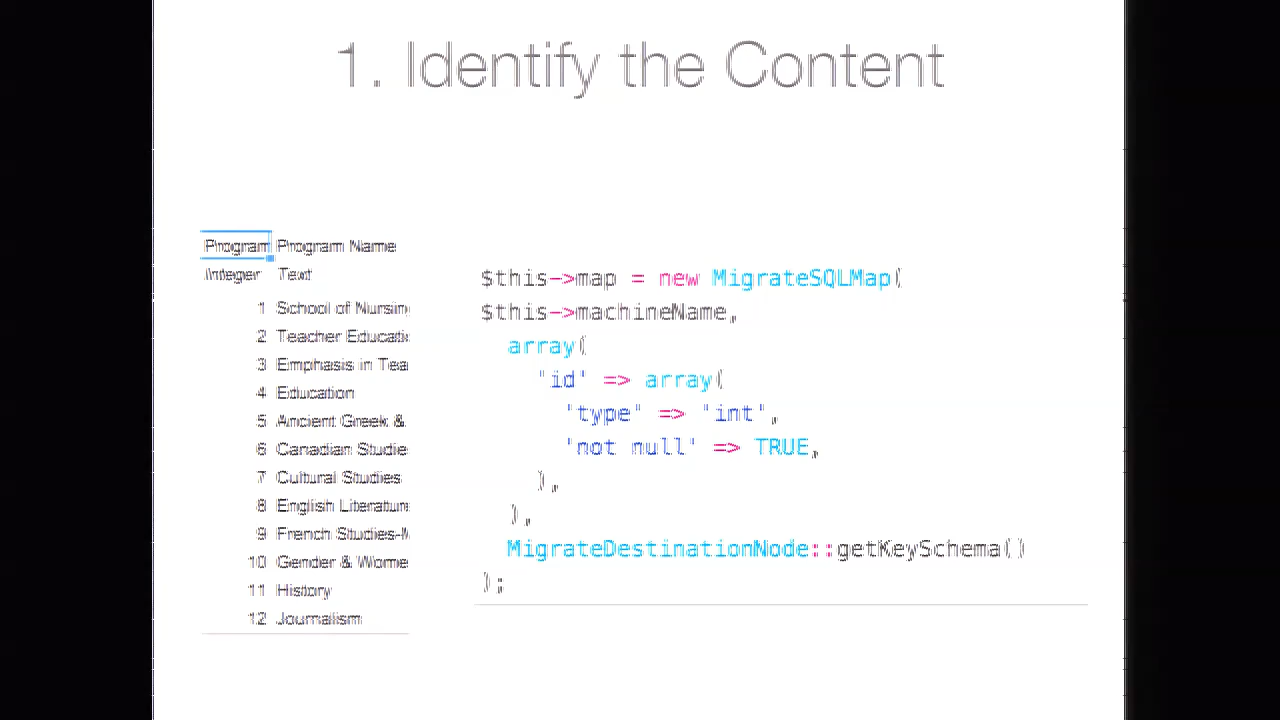 1. Identify the Content
Program Program Name
Integer Text
1 School of Nursin
2 Teacher Educati
3 Emphasis in Tea
4 Education
5 Ancient Greek &
6 Canadian Studie
7 Cultural Studies
8 English Literature
9 French Studies-M
10 Gender & Wome
11 History
12 Journalism
$this->map = new MigrateSQLMap(
$this->machineName,
array(
"id" => array(
"type" => "int",
"not null" => TRUE,
),
),
MigrateDestinationNode::getKeySchema()
);